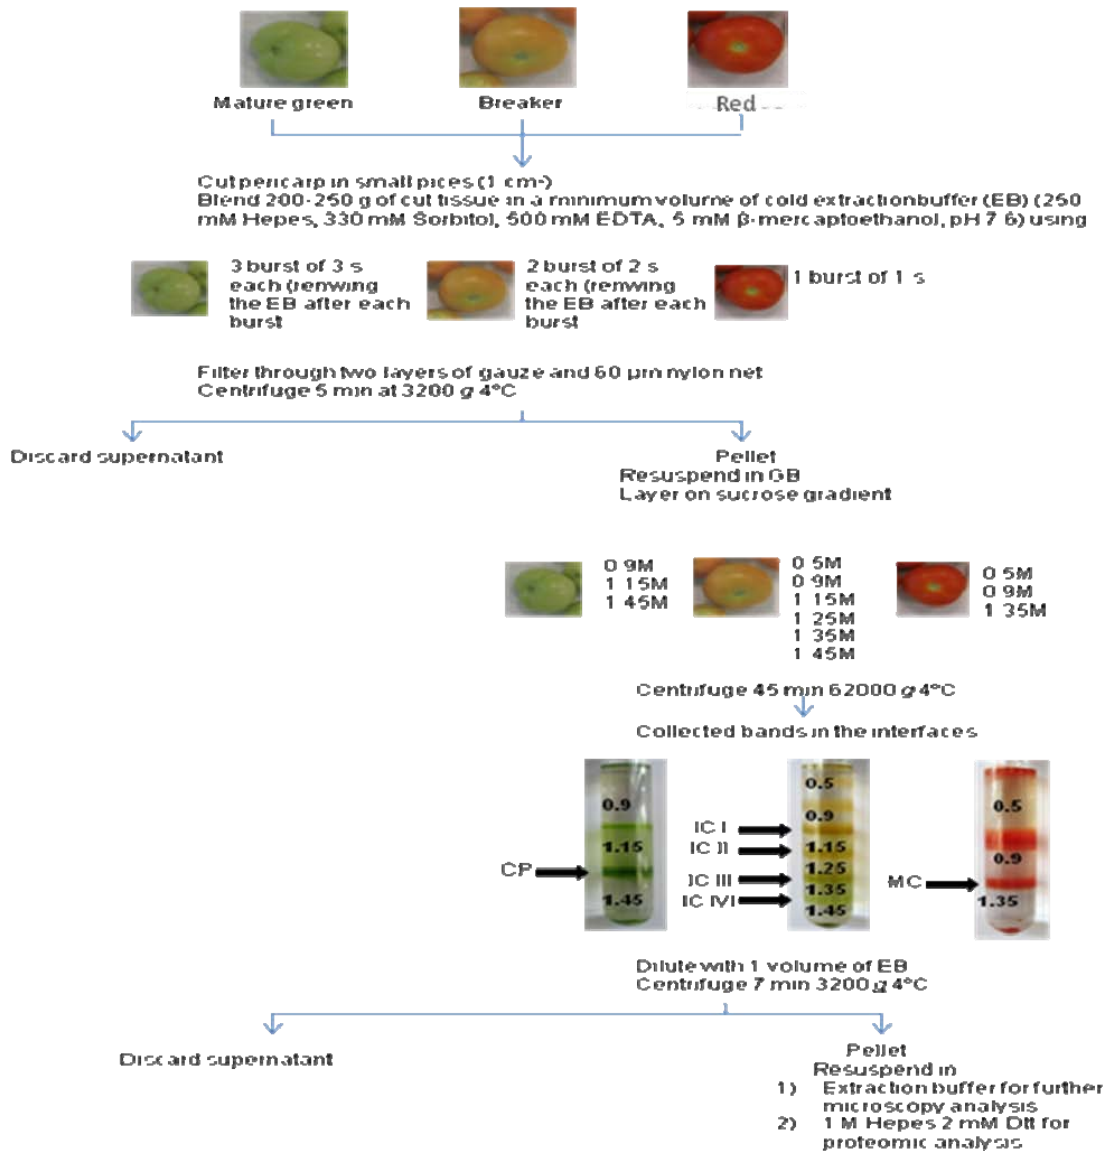 Mature green
Breaker
Red
Cut pericarp in small pices (1 cm²)
Blend 200-250 g of cut tissue in a minimum volume of cold extractionbuffer (EB) (250
mM Hepes, 330 mM Sorbitol, 500 mM EDTA, 5 mM β-mercaptoethanol, pH 7 6) using
3 burst of 3 s
each (renwing
the EB after each
burst
2 burst of 2 s
each (renwing
the EB after each
burst
1 burst of 1 s
Filter through two layers of gauze and 60 µm nylon net
Centrifuge 5 min at 3200 g 4°C
Discard supernatant
Pellet
Resuspend in GB
Layer on sucrose gradient
0 9M
1 15M
1 45M
0 5M
0 9M
1 15M
1 25M
1 35M
1 45M
0 5M
0 9M
1 35M
Centrifuge 45 min 62000 g 4°C
Collected bands in the interfaces
0.9
1.15
1.45
CP
0.5
0.9
1.15
1.25
1.35
1.45
IC I
IC II
IC III
IC IVI
0.5
0.9
1.35
MC
Dilute with 1 volume of EB
Centrifuge 7 min 3200 g 4°C
Discard supernatant
Pellet
Resuspend in
1) Extraction buffer for further
microscopy analysis
2) 1 M Hepes 2 mM Dtt for
proteomic analysis